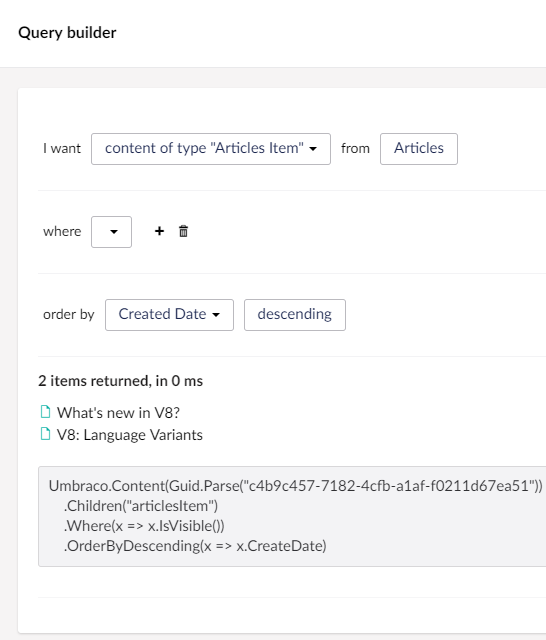 Query builder
I want content of type "Articles Item" from Articles
where
order by Created Date descending
2 items returned, in 0 ms
What's new in V8?
V8: Language Variants
Umbraco.Content(Guid.Parse("c4b9c457-7182-4cfb-a1af-f0211d67ea51"))
.Children("articlesItem")
.Where(x => x.IsVisible())
.OrderByDescending(x => x.CreateDate)